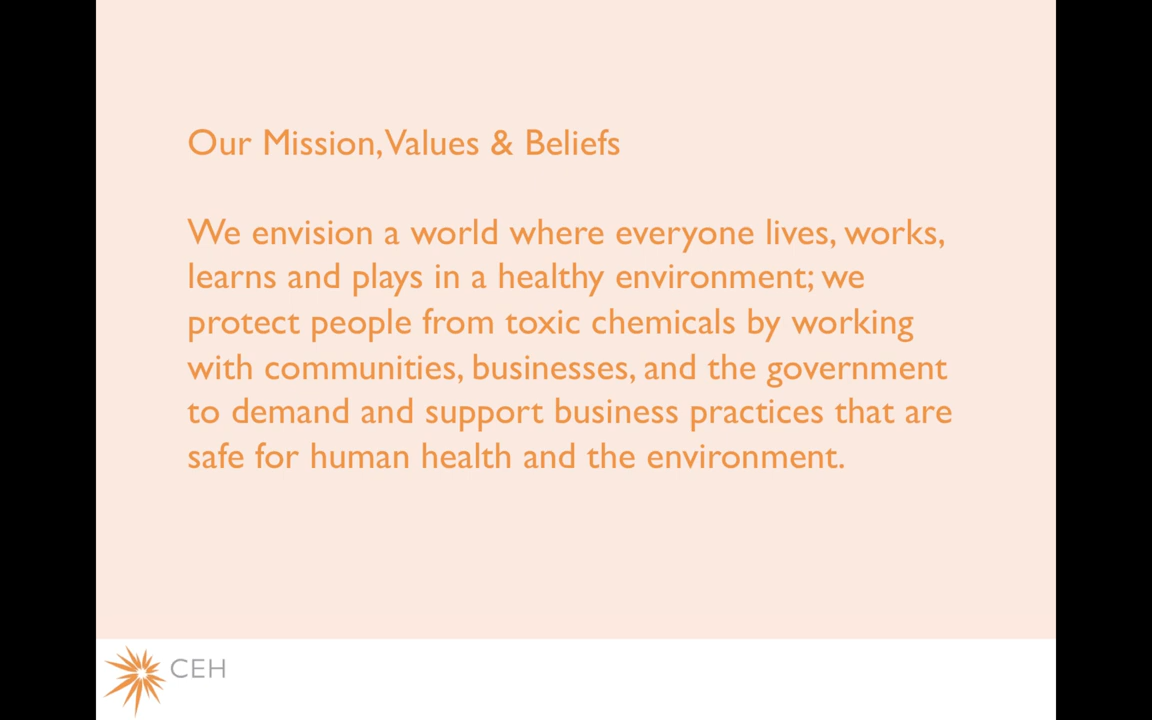 Our Mission, Values & Beliefs
We envision a world where everyone lives, works,
learns and plays in a healthy environment; we
protect people from toxic chemicals by working
with communities, businesses, and the government
to demand and support business practices that are
safe for human health and the environment.
CEH